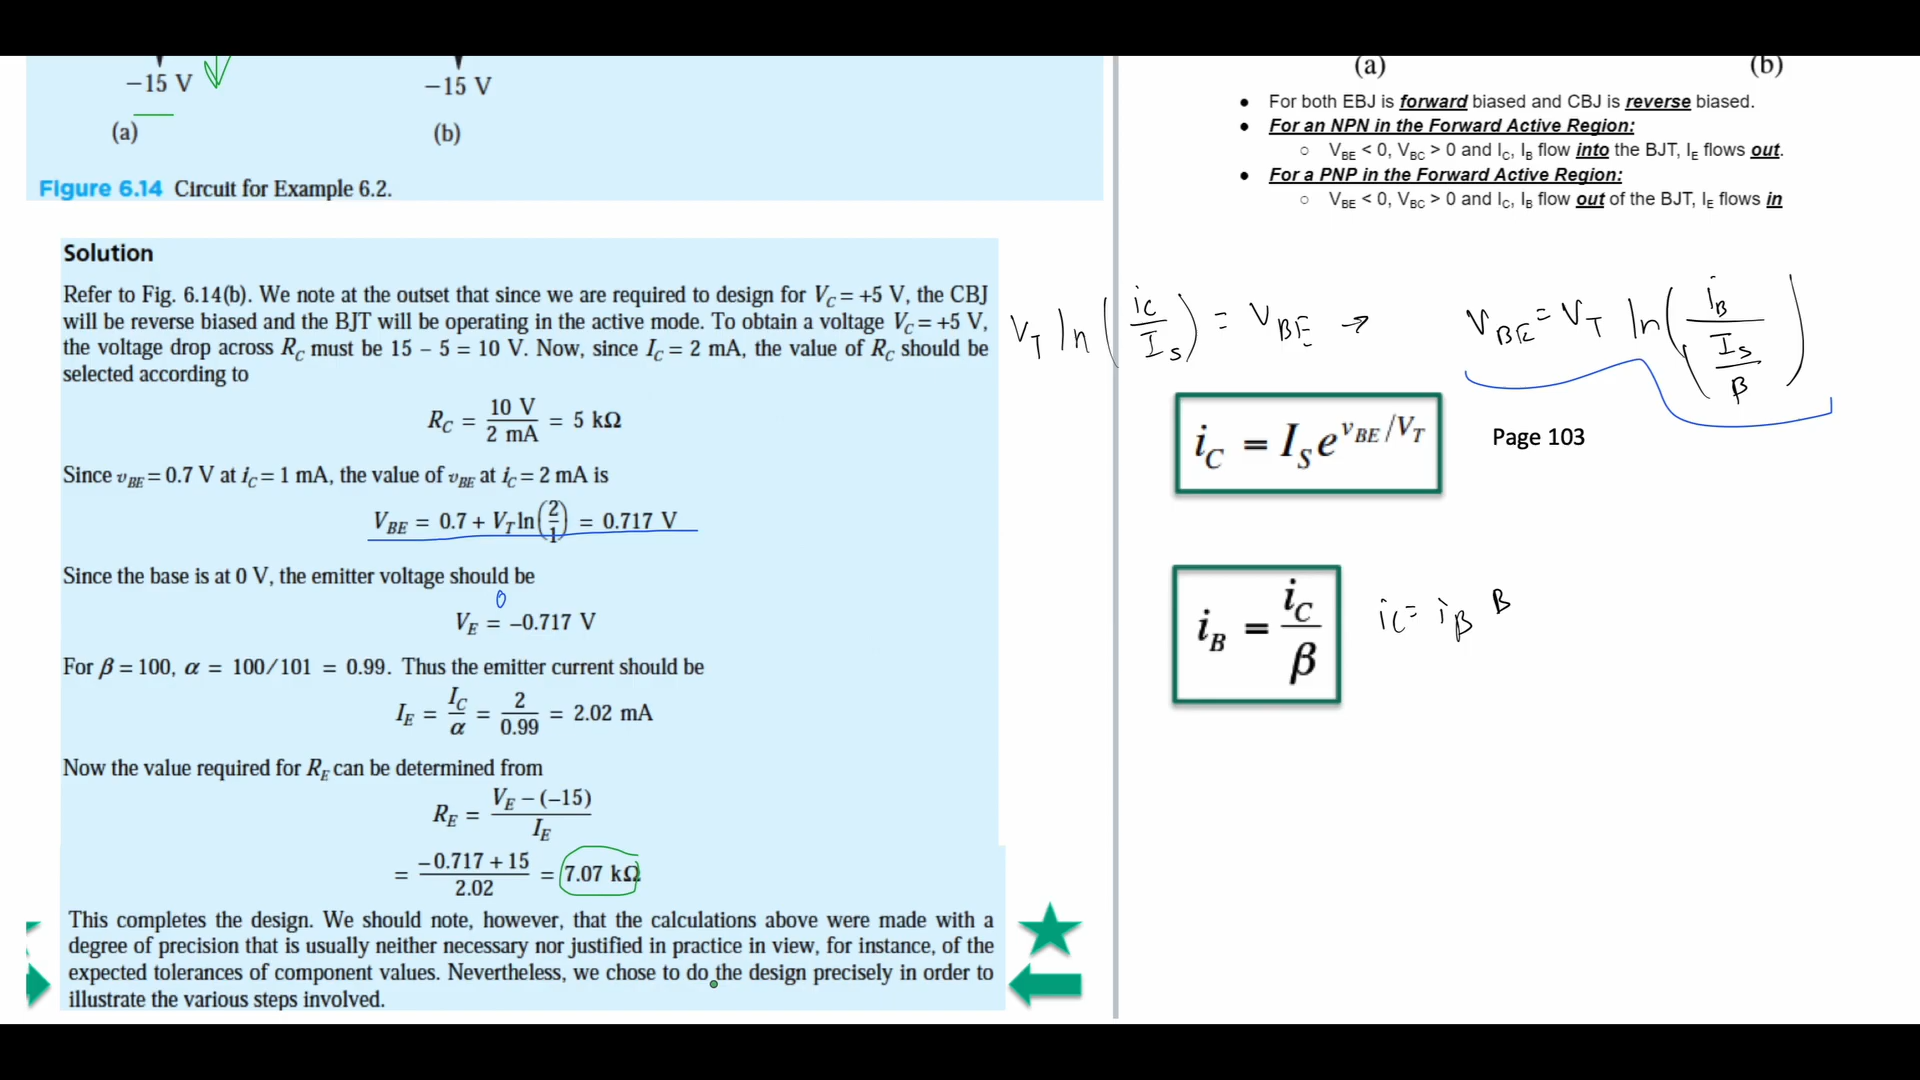 −15 V
−15 V
(a)
(b)
Figure 6.14 Circuit for Example 6.2.
Solution
Refer to Fig. 6.14(b). We note at the outset that since we are required to design for V_C = +5 V, the CBJ
will be reverse biased and the BJT will be operating in the active mode. To obtain a voltage V_C = +5 V,
the voltage drop across R_C must be 15 − 5 = 10 V. Now, since I_C = 2 mA, the value of R_C should be
selected according to
R_C = 10 V / 2 mA = 5 kΩ
Since v_BE = 0.7 V at i_C = 1 mA, the value of v_BE at i_C = 2 mA is
V_BE = 0.7 + V_T ln(2/1) = 0.717 V
Since the base is at 0 V, the emitter voltage should be
0
V_E = −0.717 V
For β = 100, α = 100/101 = 0.99. Thus the emitter current should be
I_E = I_C/α = 2/0.99 = 2.02 mA
Now the value required for R_E can be determined from
R_E = (V_E − (−15)) / I_E
= (−0.717 + 15) / 2.02 = 7.07 kΩ
This completes the design. We should note, however, that the calculations above were made with a
degree of precision that is usually neither necessary nor justified in practice in view, for instance, of the
expected tolerances of component values. Nevertheless, we chose to do the design precisely in order to
illustrate the various steps involved.
(a)
(b)
• For both EBJ is forward biased and CBJ is reverse biased.
• For an NPN in the Forward Active Region:
○ V_BE < 0, V_BC > 0 and I_C, I_B flow into the BJT, I_E flows out.
• For a PNP in the Forward Active Region:
○ V_BE < 0, V_BC > 0 and I_C, I_B flow out of the BJT, I_E flows in
V_T ln(i_C / I_S) = V_BE → V_BE = V_T ln(i_B / (I_S / β))
i_C = I_S e^(v_BE/V_T)
Page 103
i_B = i_C / β
i_C = i_B β